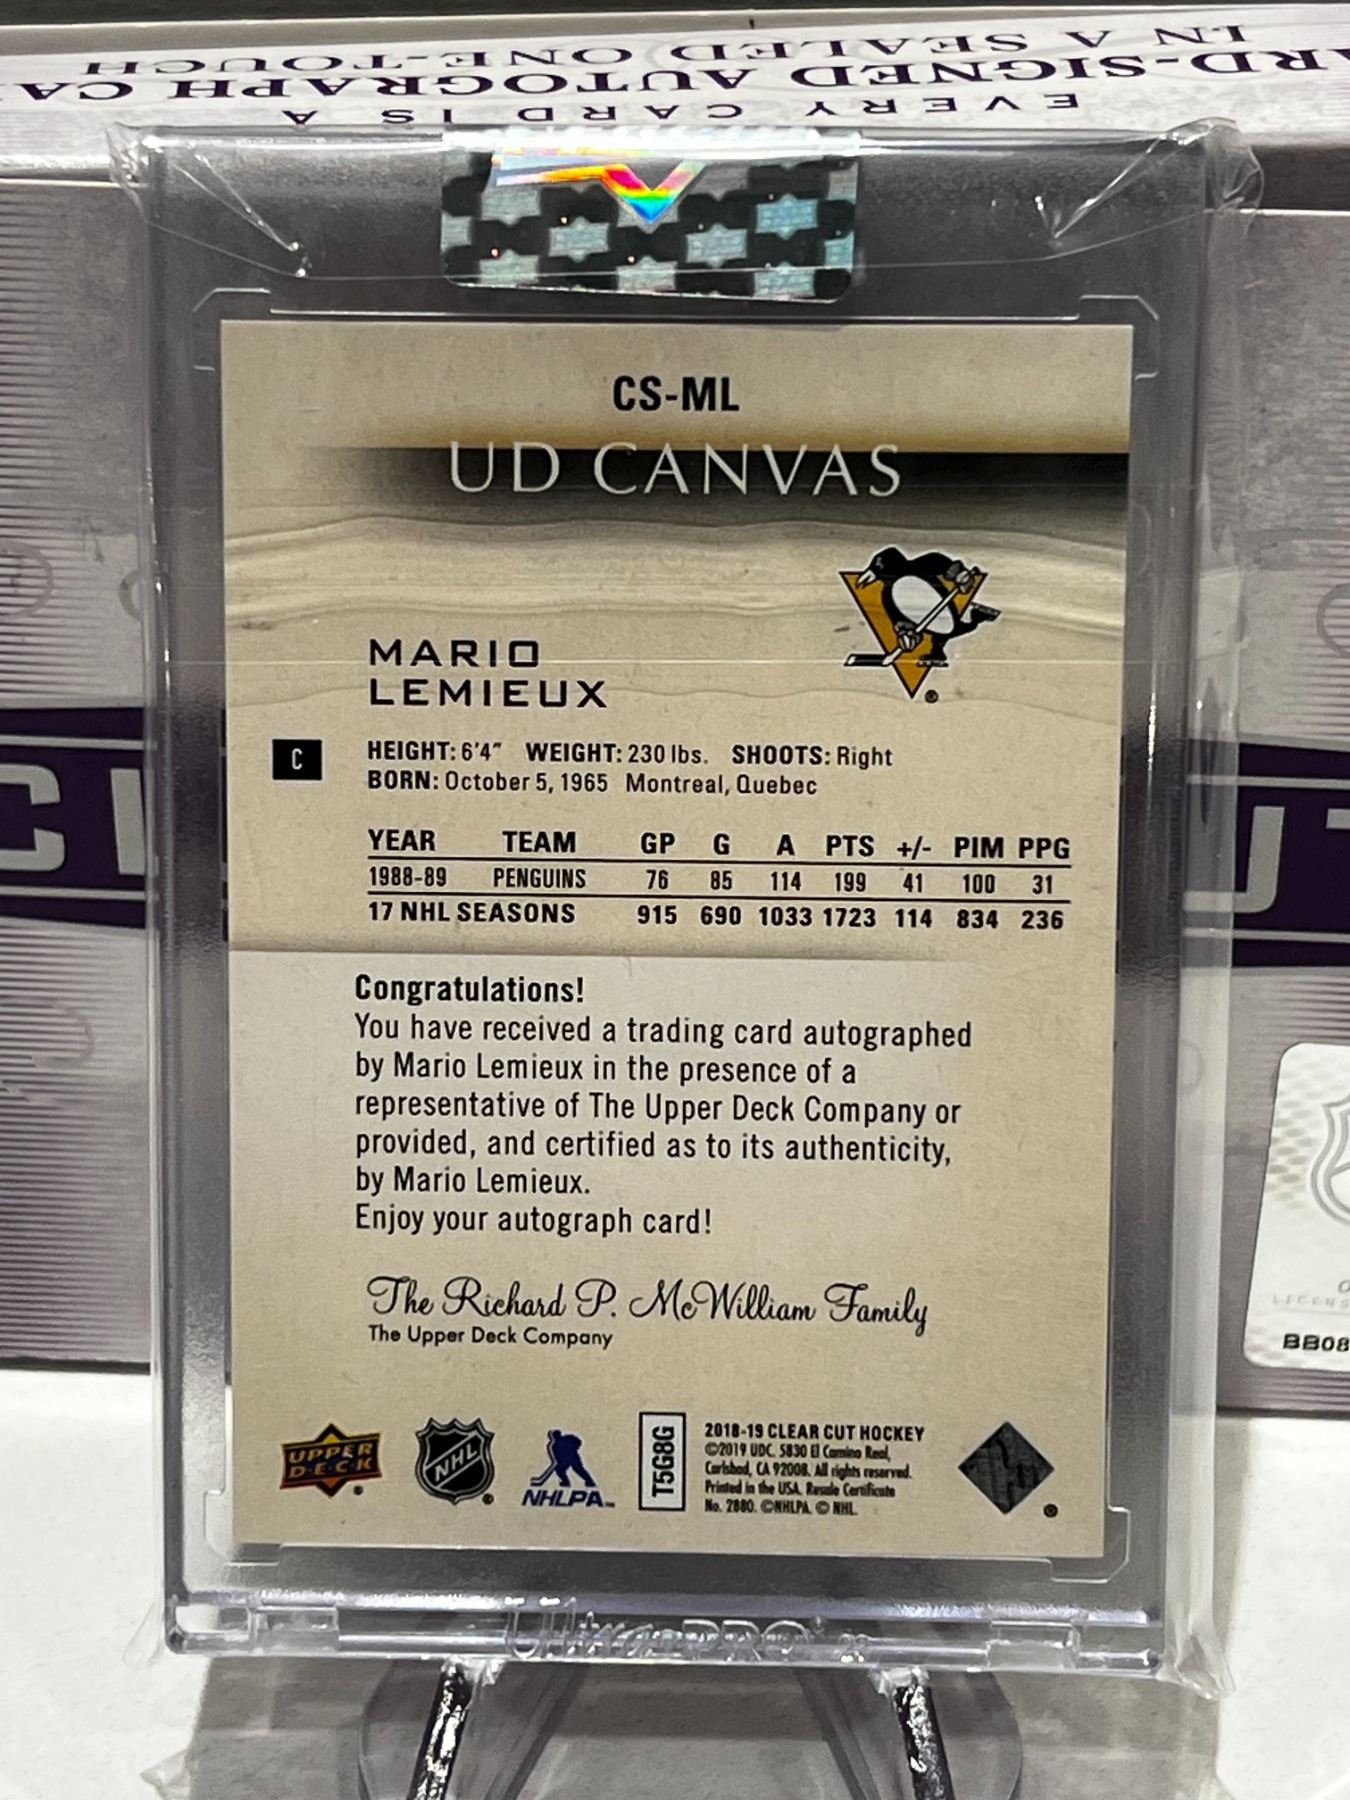 IN A SEALED ONE-TOUCH
ARD-SIGNED AUTOGRAPH CA
EVERY CARD IS A
CS-ML
UD CANVAS
MARIO
LEMIEUX
C
HEIGHT: 6'4" WEIGHT: 230 lbs. SHOOTS: Right
BORN: October 5, 1965 Montreal, Quebec
YEAR TEAM GP G A PTS +/- PIM PPG
1988-89 PENGUINS 76 85 114 199 41 100 31
17 NHL SEASONS 915 690 1033 1723 114 834 236
Congratulations!
You have received a trading card autographed
by Mario Lemieux in the presence of a
representative of The Upper Deck Company or
provided, and certified as to its authenticity,
by Mario Lemieux.
Enjoy your autograph card!
The Richard P. McWilliam Family
The Upper Deck Company
UPPER
DECK
NHL
NHLPA
T5G8G
2018-19 CLEAR CUT HOCKEY
©2019 UDC. 5830 El Camino Real,
Carlsbad, CA 92008. All rights reserved.
Printed in the USA. Resale Certificate
No. 2880. ©NHLPA. © NHL.
Ultra-PRO
BB08